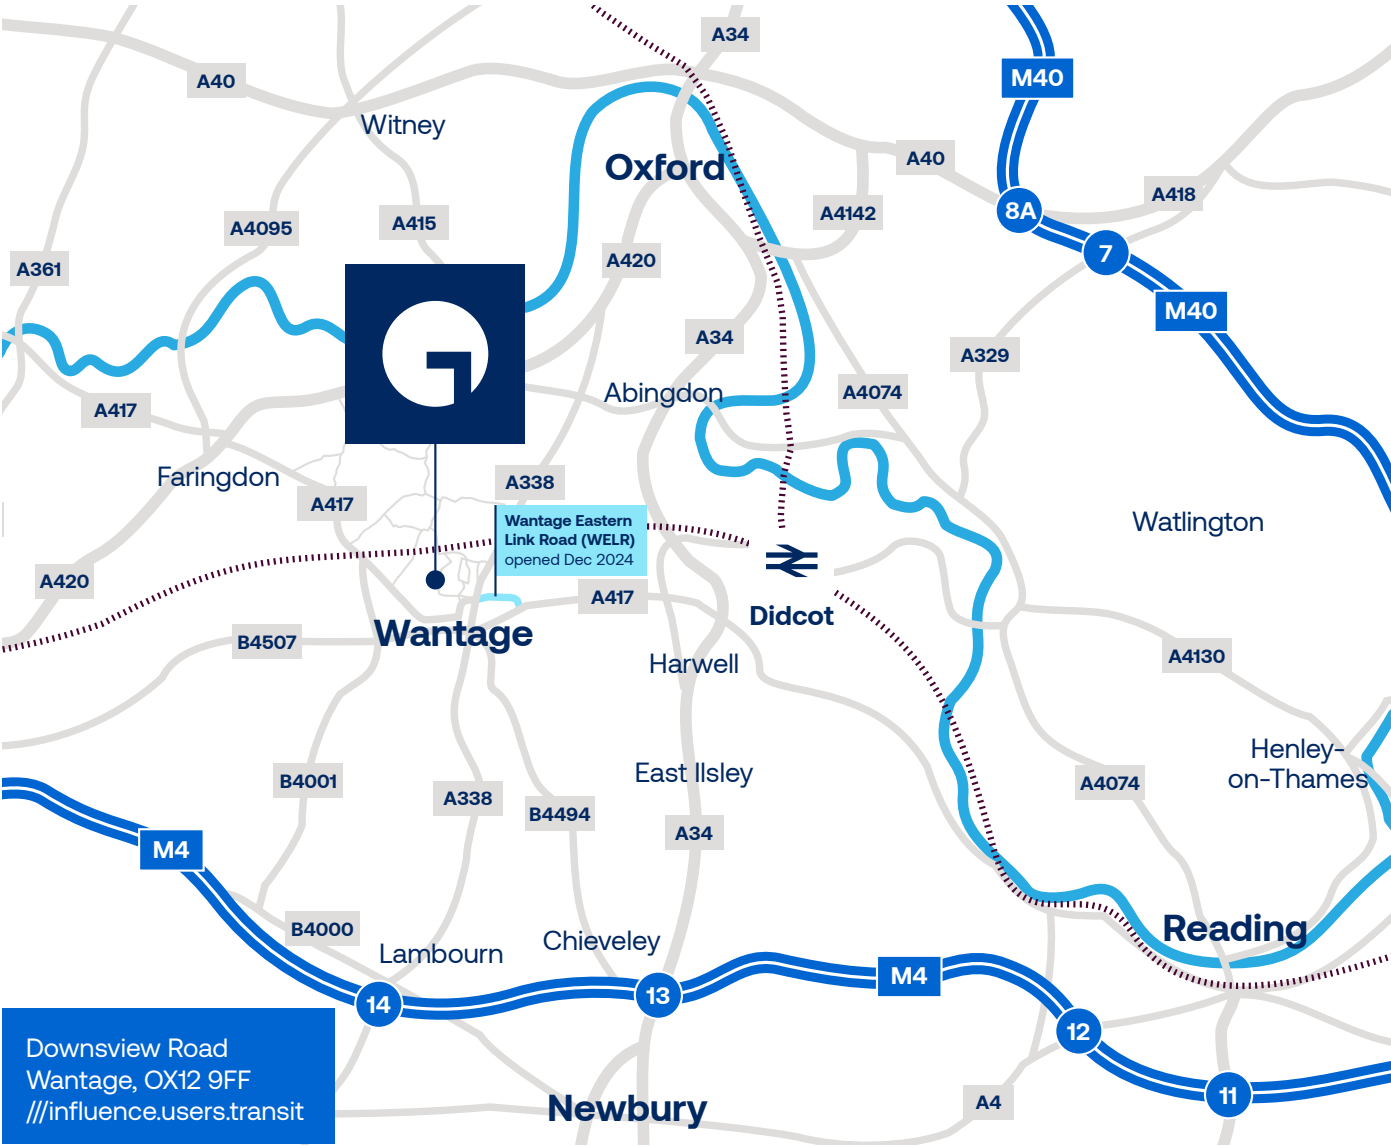 A34
M40
A40
Witney
A40
Oxford
A418
A4142
8A
A4095
A415
7
A361
A420
M40
A34
A329
Abingdon
A4074
A417
Faringdon
A338
A417
Wantage Eastern
Link Road (WELR)
opened Dec 2024
Watlington
A420
A417
Didcot
Wantage
B4507
Harwell
A4130
Henley-
on-Thames
East Ilsley
B4001
A338
B4494
A4074
A34
M4
B4000
Lambourn
Chieveley
Reading
M4
14
13
12
11
Downsview Road
Wantage, OX12 9FF
///influence.users.transit
Newbury
A4